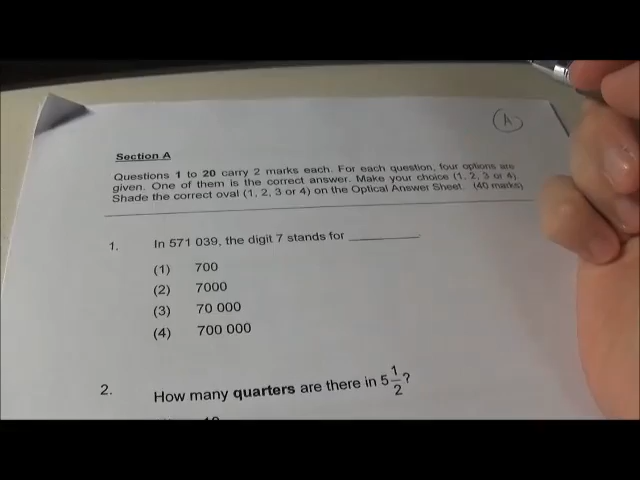 A
Section A
Questions 1 to 20 carry 2 marks each. For each question, four options are
given. One of them is the correct answer. Make your choice (1, 2, 3 or 4).
Shade the correct oval (1, 2, 3 or 4) on the Optical Answer Sheet. (40 marks)
1. In 571 039, the digit 7 stands for ___________
(1) 700
(2) 7000
(3) 70 000
(4) 700 000
2. How many quarters are there in 5 1/2?